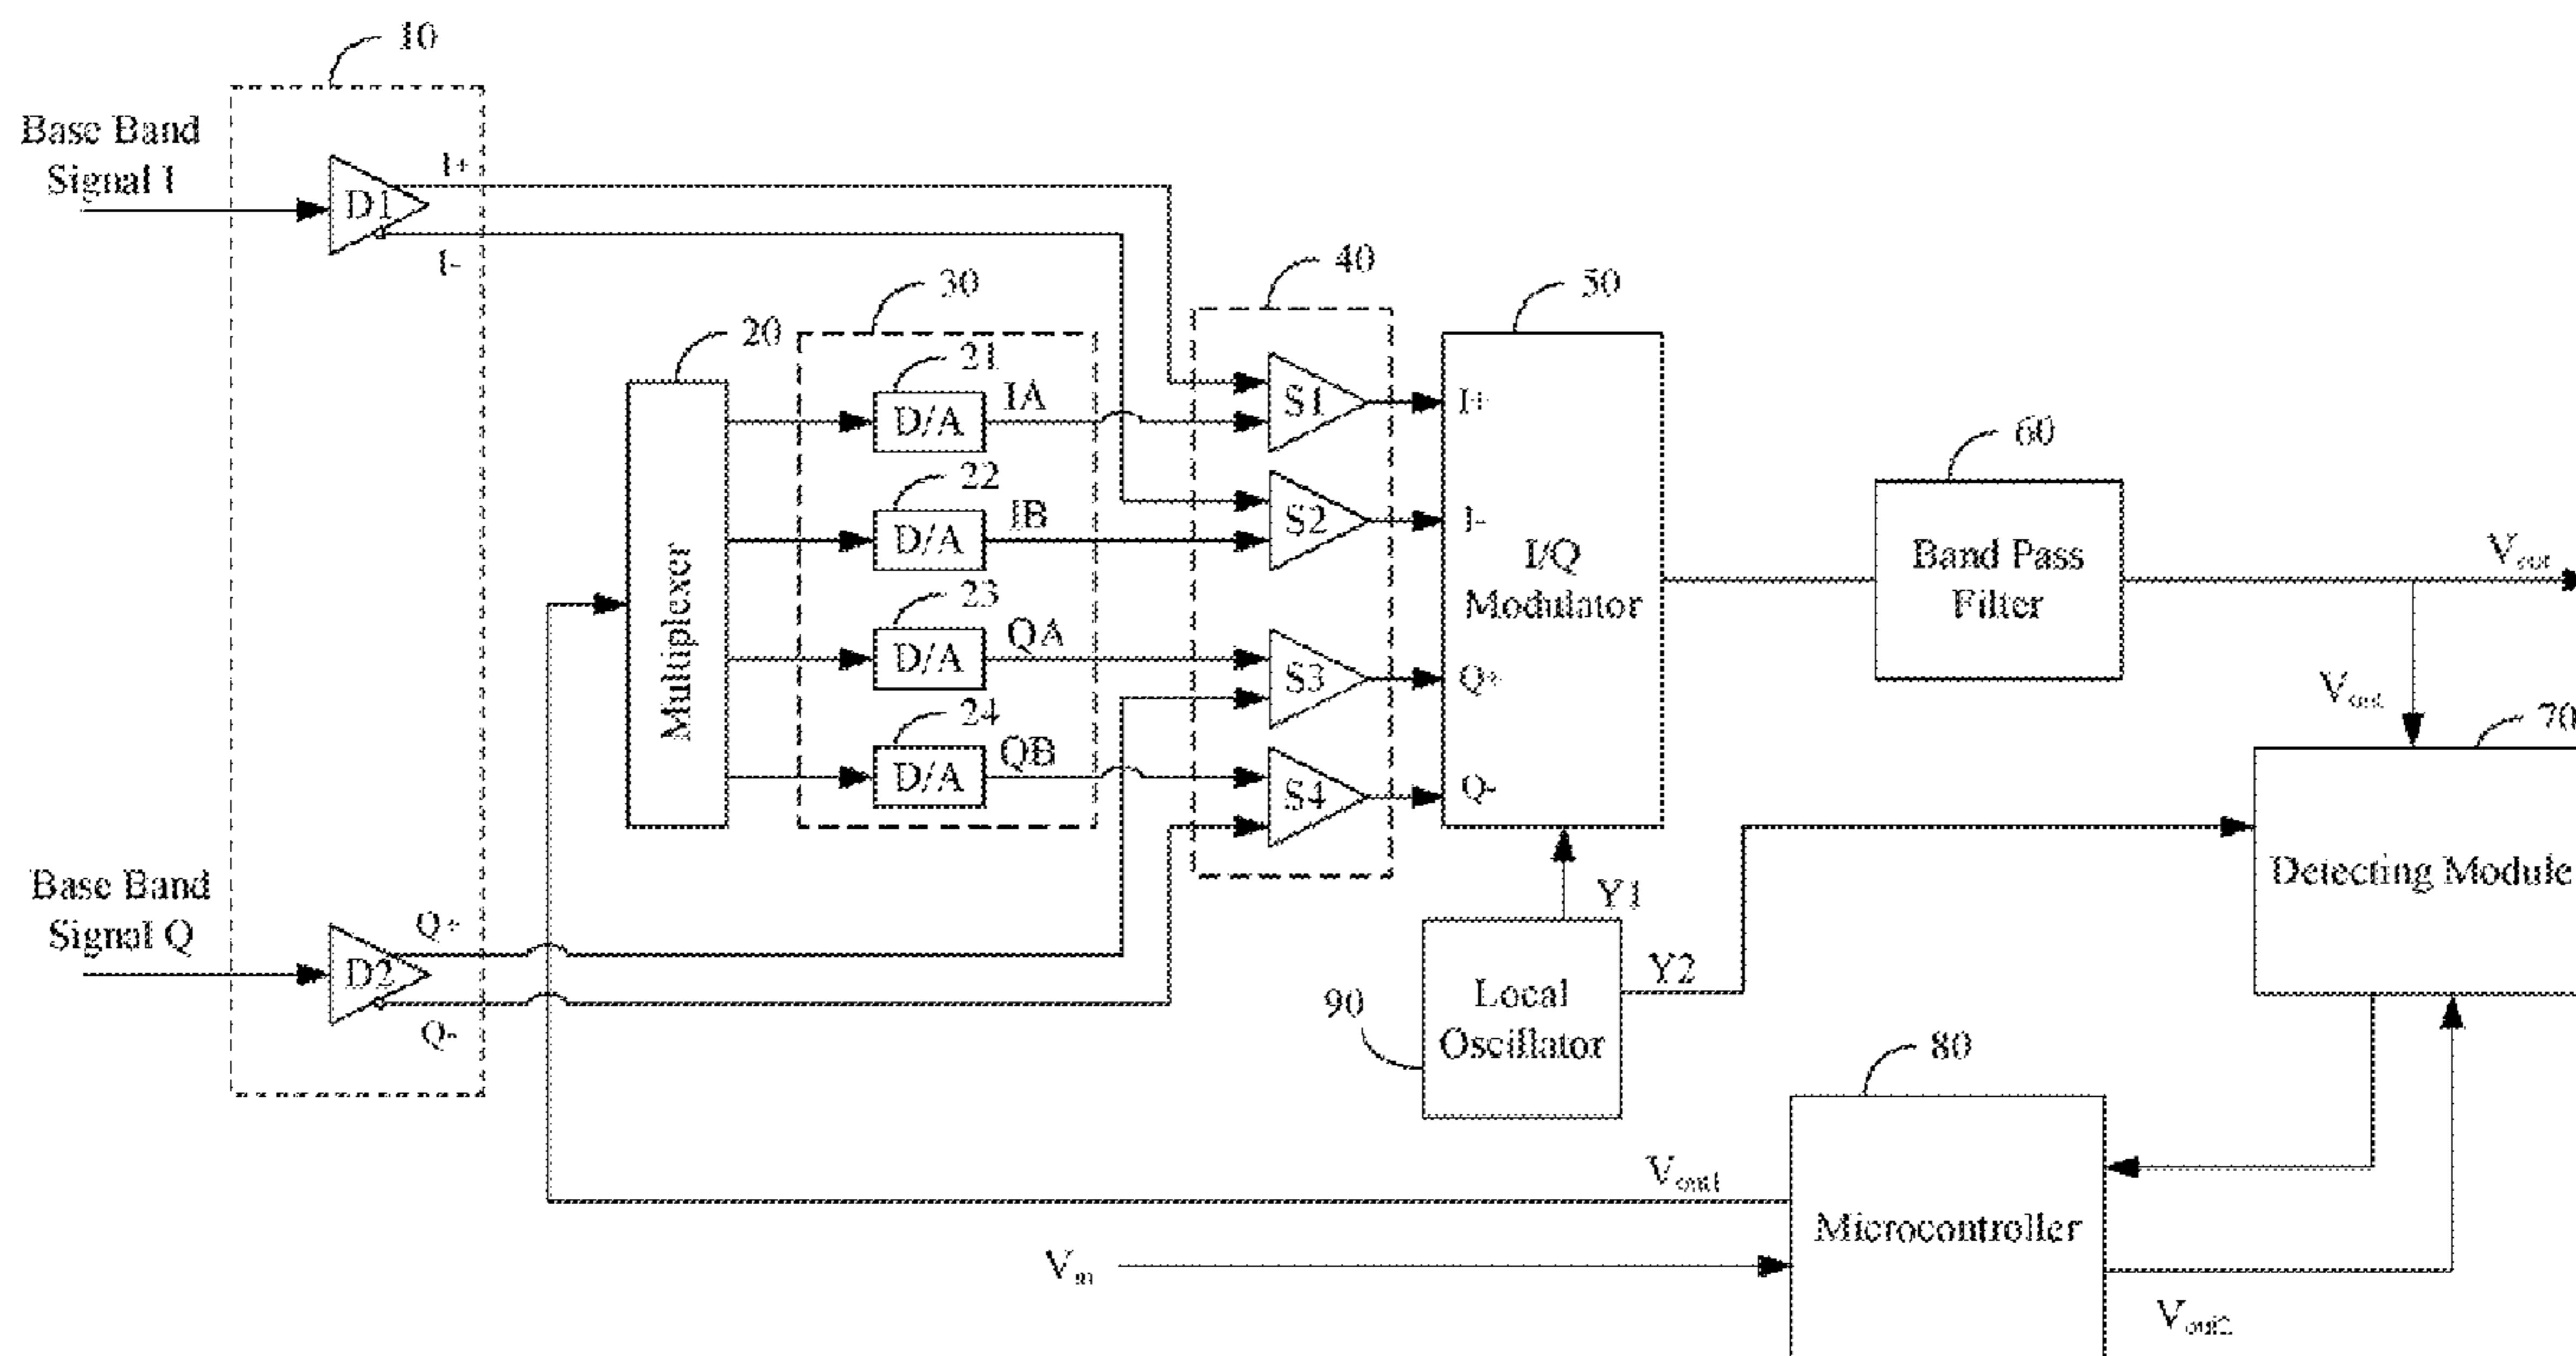 10
Base Band
Signal I
D1
I+
I-
20
Multiplexer
30
21
D/A
IA
22
D/A
IB
23
D/A
QA
24
D/A
QB
40
S1
S2
S3
S4
50
I+
I-
I/Q
Modulator
Q+
Q-
60
Band Pass
Filter
Vout
Vout
70
Detecting Module
Base Band
Signal Q
D2
Q+
Q-
Y1
Y2
90
Local
Oscillator
80
Microcontroller
Vout1
Vin
Vout2